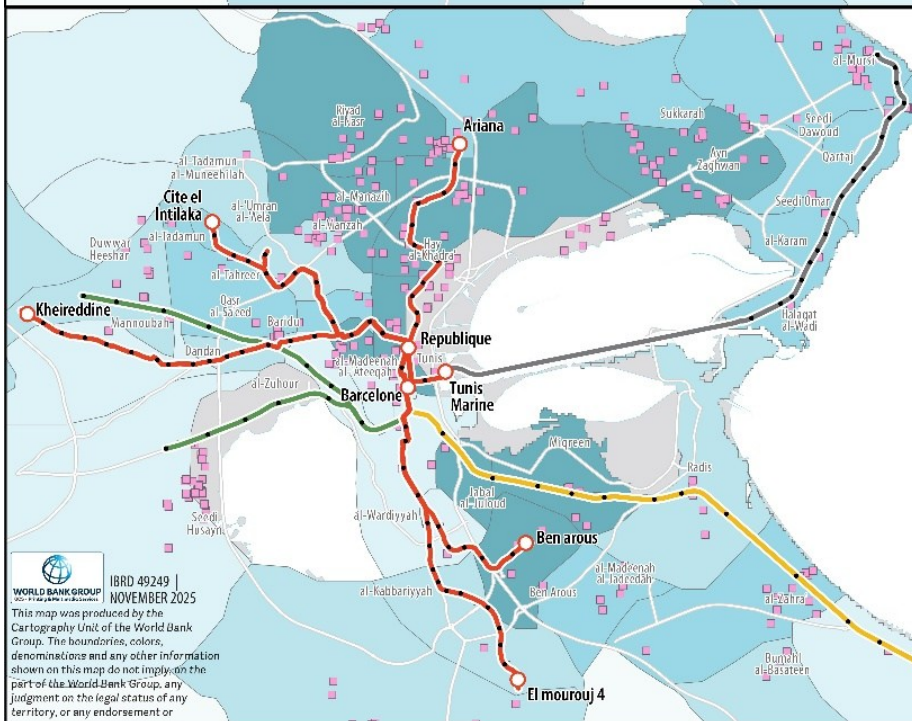 al-Mursi
Ariana
Riyad
al-Nasr
Sukkarah
Seedi
Dawoud
Ayn
Zaghwan
Qartaj
al-Tadamun
al-Muneehilah
Cite el
Intilaka
al-'Umran
al-A'ela
al-Manazih
al-Manzah
Seedi Omar
al-Karam
Duwwar
Heeshar
al-Tadamun
Hay
al-Khadra'
al-Tahreer
Qasr
al-Sa'eed
Kheireddine
Mannoubah
Bardu
Halaqat
al-Wadi
Dandan
Republique
al-Madeenah
al-Ateeqah
Tunis
al-Zuhour
Barcelone
Tunis
Marine
Miqreen
Radis
Jabal
al-Juloud
Seedi
Husayn
al-Wardiyyah
Ben arous
al-Madeenah
al-Jadeedah
Ben Arous
al-Kabbariyyah
al-Zahra
Bumahl
al-Basateen
El mourouj 4
WORLD BANK GROUP
IBRD 49249 |
NOVEMBER 2025
This map was produced by the
Cartography Unit of the World Bank
Group. The boundaries, colors,
denominations and any other information
shown on this map do not imply, on the
part of the World Bank Group, any
judgment on the legal status of any
territory, or any endorsement or